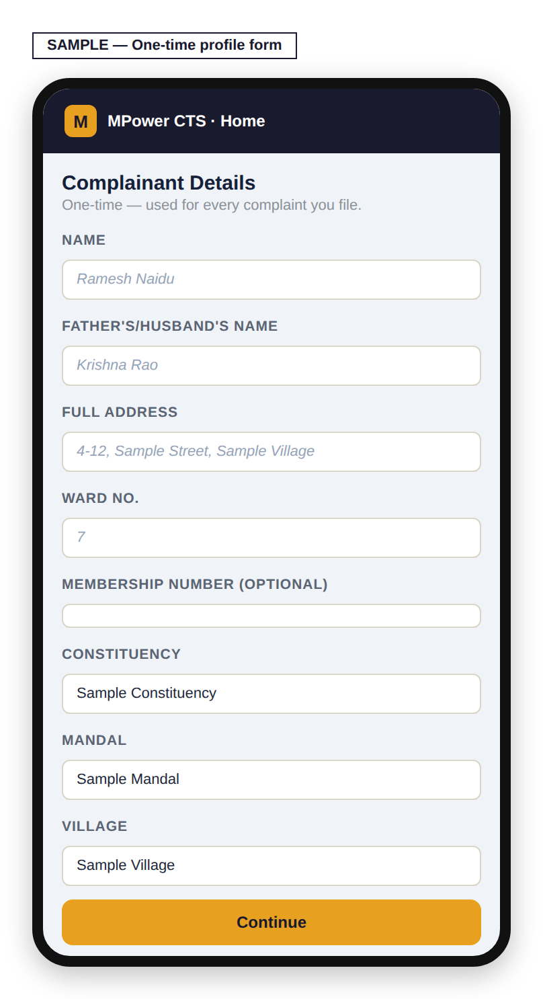 SAMPLE — One-time profile form
M
MPower CTS · Home
Complainant Details
One-time — used for every complaint you file.
NAME
Ramesh Naidu
FATHER'S/HUSBAND'S NAME
Krishna Rao
FULL ADDRESS
4-12, Sample Street, Sample Village
WARD NO.
7
MEMBERSHIP NUMBER (OPTIONAL)
CONSTITUENCY
Sample Constituency
MANDAL
Sample Mandal
VILLAGE
Sample Village
Continue